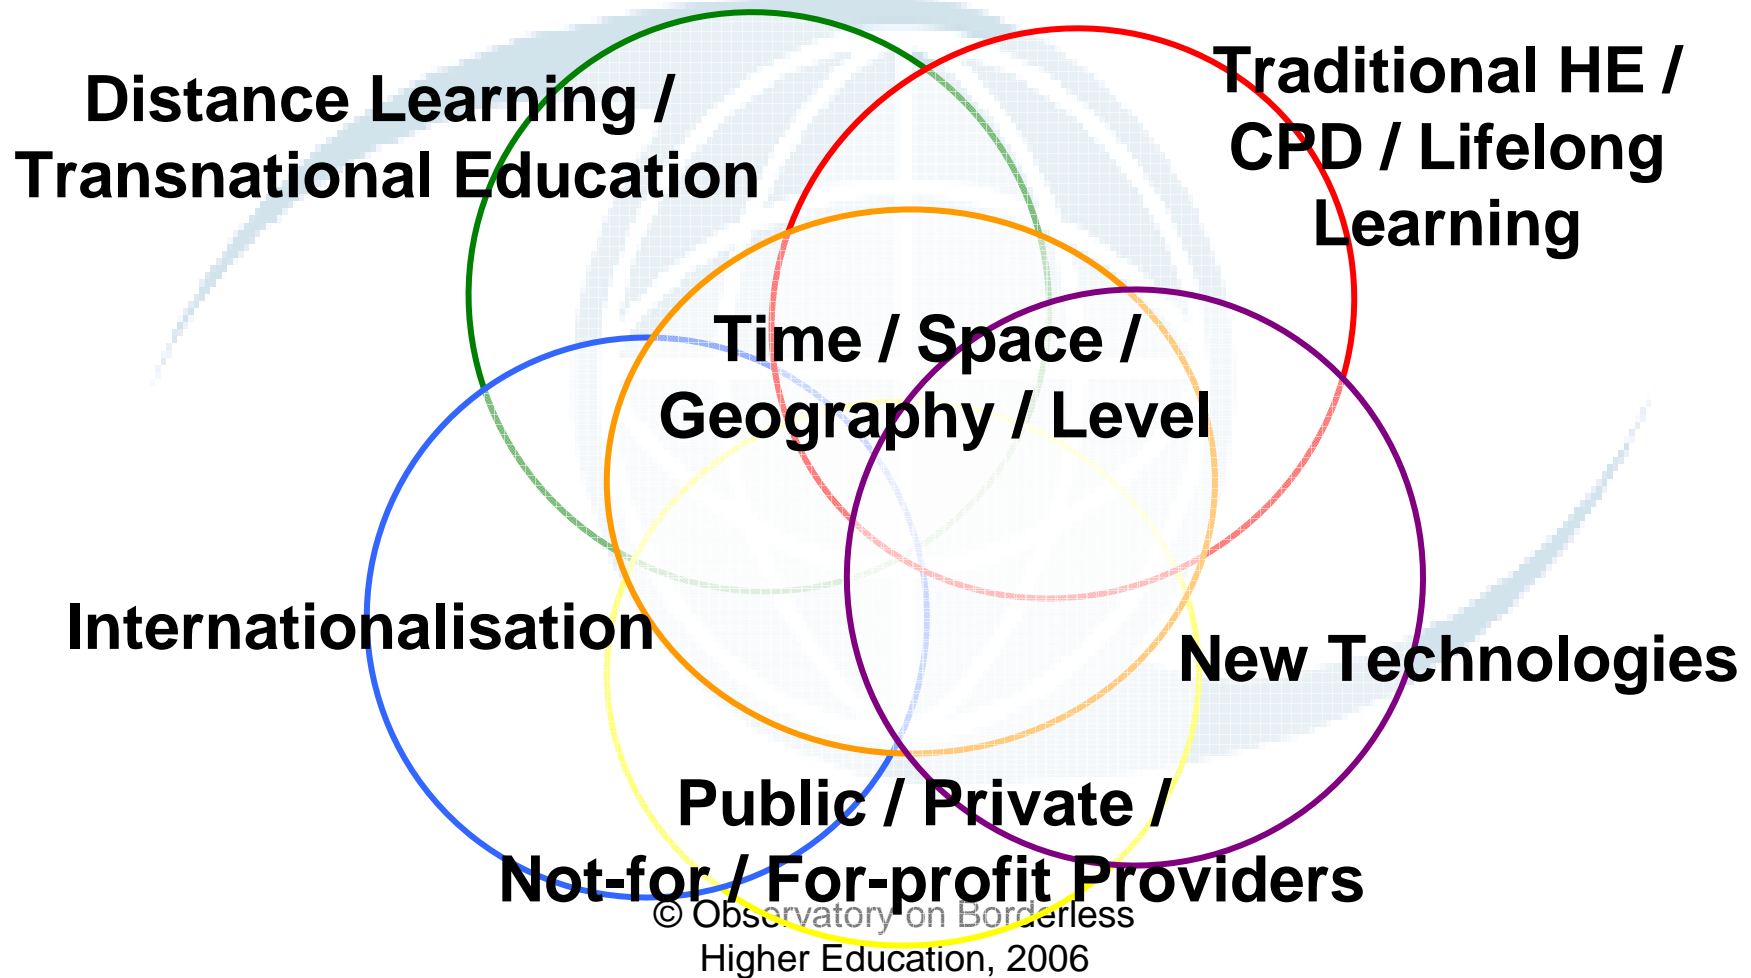 Distance Learning /
Transnational Education
Traditional HE /
CPD / Lifelong
Learning
Time / Space /
Geography / Level
Internationalisation
New Technologies
Public / Private /
Not-for / For-profit Providers
© Observatory on Borderless
Higher Education, 2006